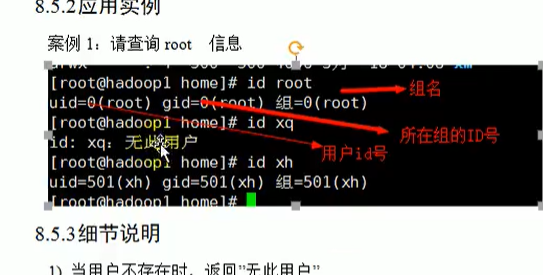 8.5.2应用实例
案例 1：请查询 root 信息
[root@hadoop1 home]# id root
组名
uid=0(root) gid=0(root) 组=0(root)
[root@hadoop1 home]# id xq
所在组的ID号
id: xq: 无此用户
用户id号
[root@hadoop1 home]# id xh
uid=501(xh) gid=501(xh) 组=501(xh)
[root@hadoop1 home]#
8.5.3细节说明
1) 当用户不存在时，返回"无此用户"